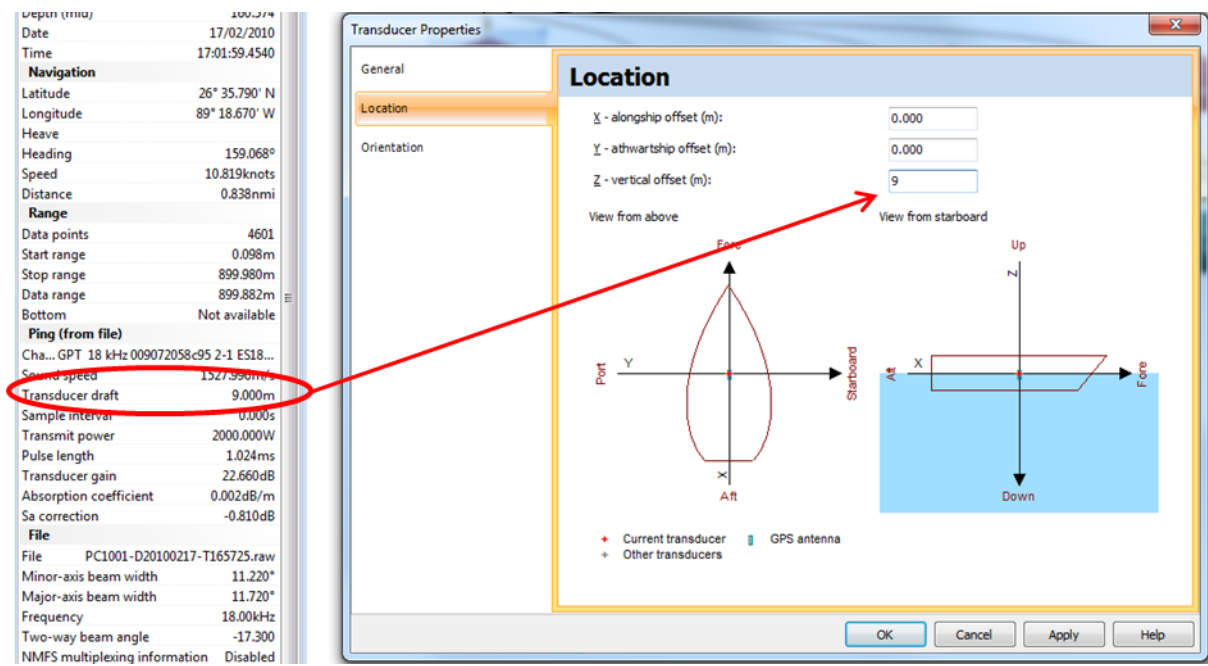 Depth (mid) 160.574
Date 17/02/2010
Time 17:01:59.4540
Navigation
Latitude 26° 35.790' N
Longitude 89° 18.670' W
Heave
Heading 159.068°
Speed 10.819knots
Distance 0.838nmi
Range
Data points 4601
Start range 0.098m
Stop range 899.980m
Data range 899.882m
Bottom Not available
Ping (from file)
Cha... GPT 18 kHz 009072058c95 2-1 ES18...
Sound speed 1527.990m/s
Transducer draft 9.000m
Sample interval 0.000s
Transmit power 2000.000W
Pulse length 1.024ms
Transducer gain 22.660dB
Absorption coefficient 0.002dB/m
Sa correction -0.810dB
File
File PC1001-D20100217-T165725.raw
Minor-axis beam width 11.220°
Major-axis beam width 11.720°
Frequency 18.00kHz
Two-way beam angle -17.300
NMFS multiplexing information Disabled
Transducer Properties
General
Location
Orientation
Location
X - alongship offset (m): 0.000
Y - athwartship offset (m): 0.000
Z - vertical offset (m): 9
View from above
Fore
Port
Y
Starboard
X
Aft
View from starboard
Up
Z
Aft
X
Fore
Down
Current transducer
GPS antenna
Other transducers
OK
Cancel
Apply
Help